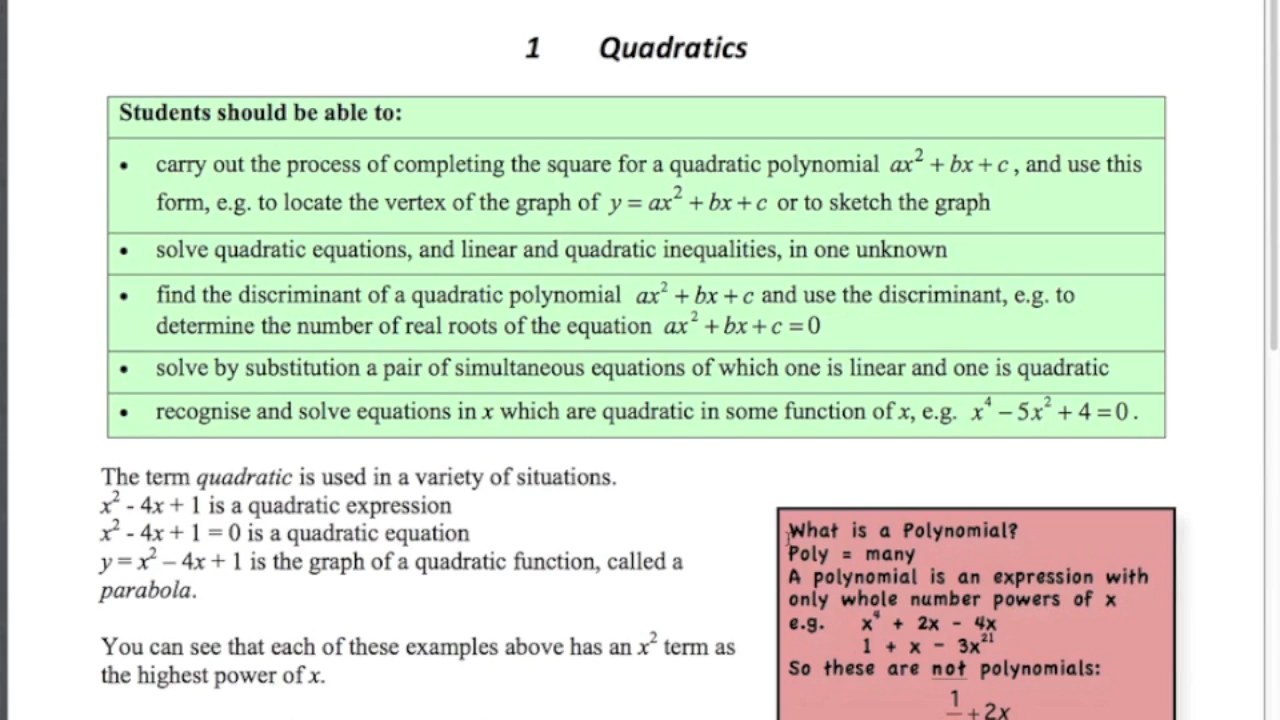 1 Quadratics
Students should be able to:
• carry out the process of completing the square for a quadratic polynomial ax² + bx + c, and use this
form, e.g. to locate the vertex of the graph of y = ax² + bx + c or to sketch the graph
• solve quadratic equations, and linear and quadratic inequalities, in one unknown
• find the discriminant of a quadratic polynomial ax² + bx + c and use the discriminant, e.g. to
determine the number of real roots of the equation ax² + bx + c = 0
• solve by substitution a pair of simultaneous equations of which one is linear and one is quadratic
• recognise and solve equations in x which are quadratic in some function of x, e.g. x⁴ – 5x² + 4 = 0.
The term quadratic is used in a variety of situations.
x² - 4x + 1 is a quadratic expression
x² - 4x + 1 = 0 is a quadratic equation
y = x² – 4x + 1 is the graph of a quadratic function, called a
parabola.
You can see that each of these examples above has an x² term as
the highest power of x.
What is a Polynomial?
Poly = many
A polynomial is an expression with
only whole number powers of x
e.g. x⁴ + 2x - 4x
1 + x - 3x²¹
So these are not polynomials:
1
+ 2x